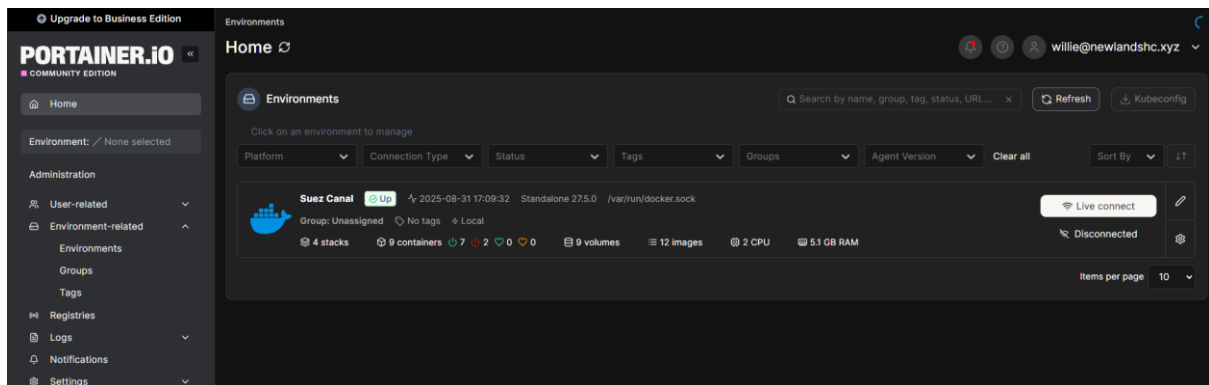 Upgrade to Business Edition
PORTAINER.iO
COMMUNITY EDITION
Home
Environment: None selected
Administration
User-related
Environment-related
Environments
Groups
Tags
Registries
Logs
Notifications
Settings
Environments
Home
willie@newlandshc.xyz
Environments
Search by name, group, tag, status, URL...
Refresh
Kubeconfig
Click on an environment to manage
Platform Connection Type Status Tags Groups Agent Version Clear all Sort By
Suez Canal Up 2025-08-31 17:09:32 Standalone 27.5.0 /var/run/docker.sock
Group: Unassigned No tags Local
4 stacks 9 containers 7 2 0 0 9 volumes 12 images 2 CPU 5.1 GB RAM
Live connect
Disconnected
Items per page 10